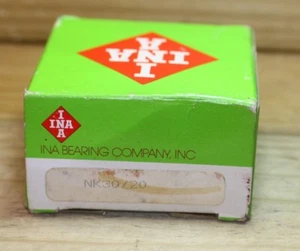 I
INA
A
I
INA
A
INA BEARING COMPANY, INC
NK30/20